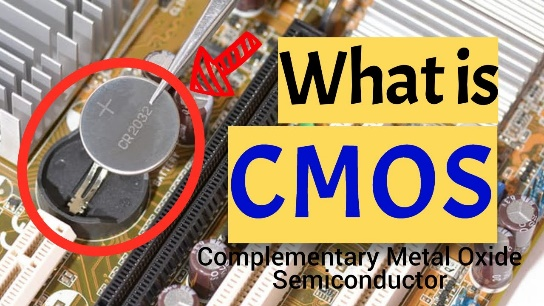 What is
CMOS
Complementary Metal Oxide
Semiconductor
+
CR2032